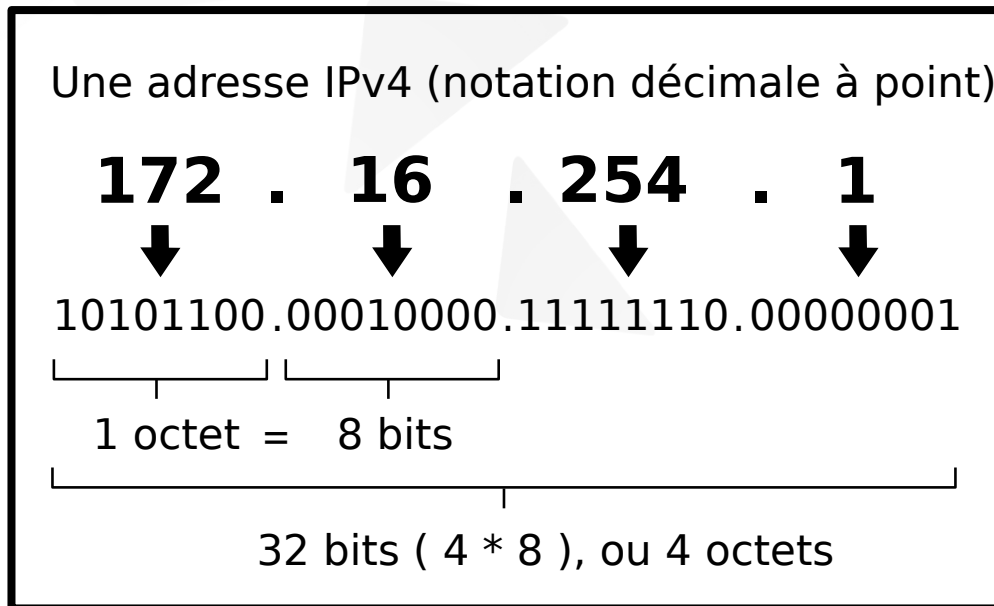 Une adresse IPv4 (notation décimale à point)
172 . 16 . 254 . 1
10101100.00010000.11111110.00000001
1 octet = 8 bits
32 bits ( 4 * 8 ), ou 4 octets